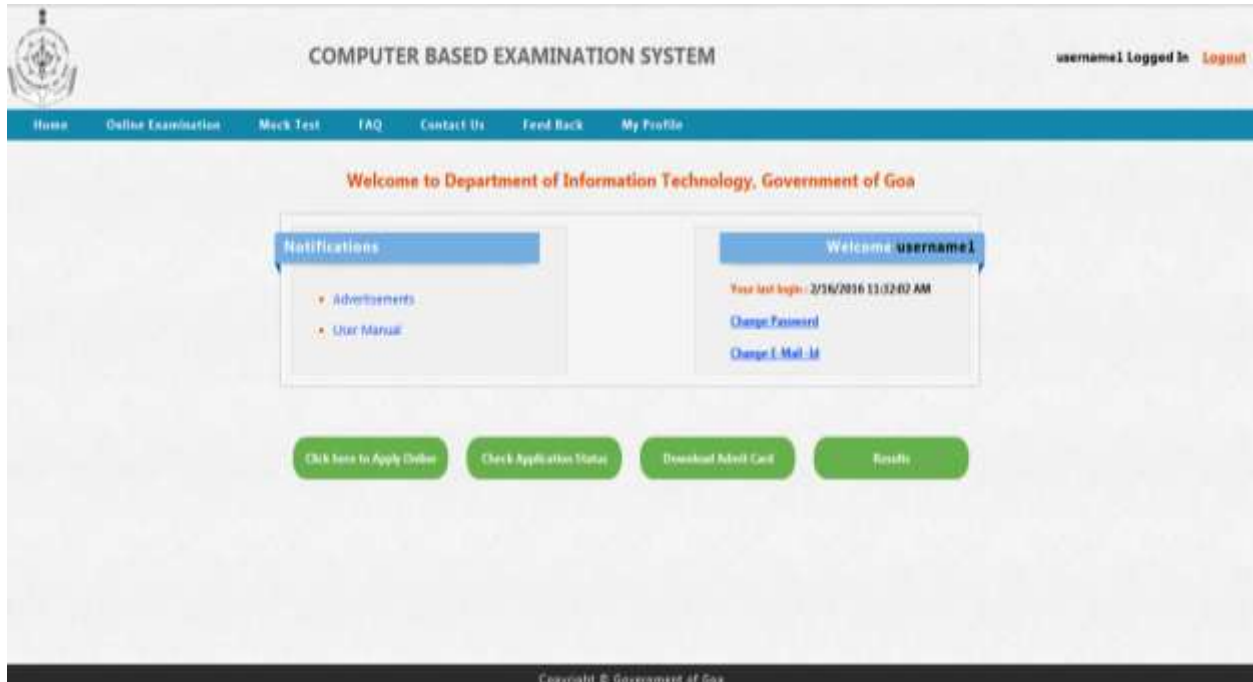 COMPUTER BASED EXAMINATION SYSTEM
username1 Logged In Logout
Home Online Examination Mock Test FAQ Contact Us Feed Back My Profile
Welcome to Department of Information Technology, Government of Goa
Notifications
Advertisements
User Manual
Welcome username1
Your last login : 2/16/2016 11:32:02 AM
Change Password
Change E-Mail -Id
Click here to Apply Online Check Application Status Download Admit Card Results
Copyright © Government of Goa